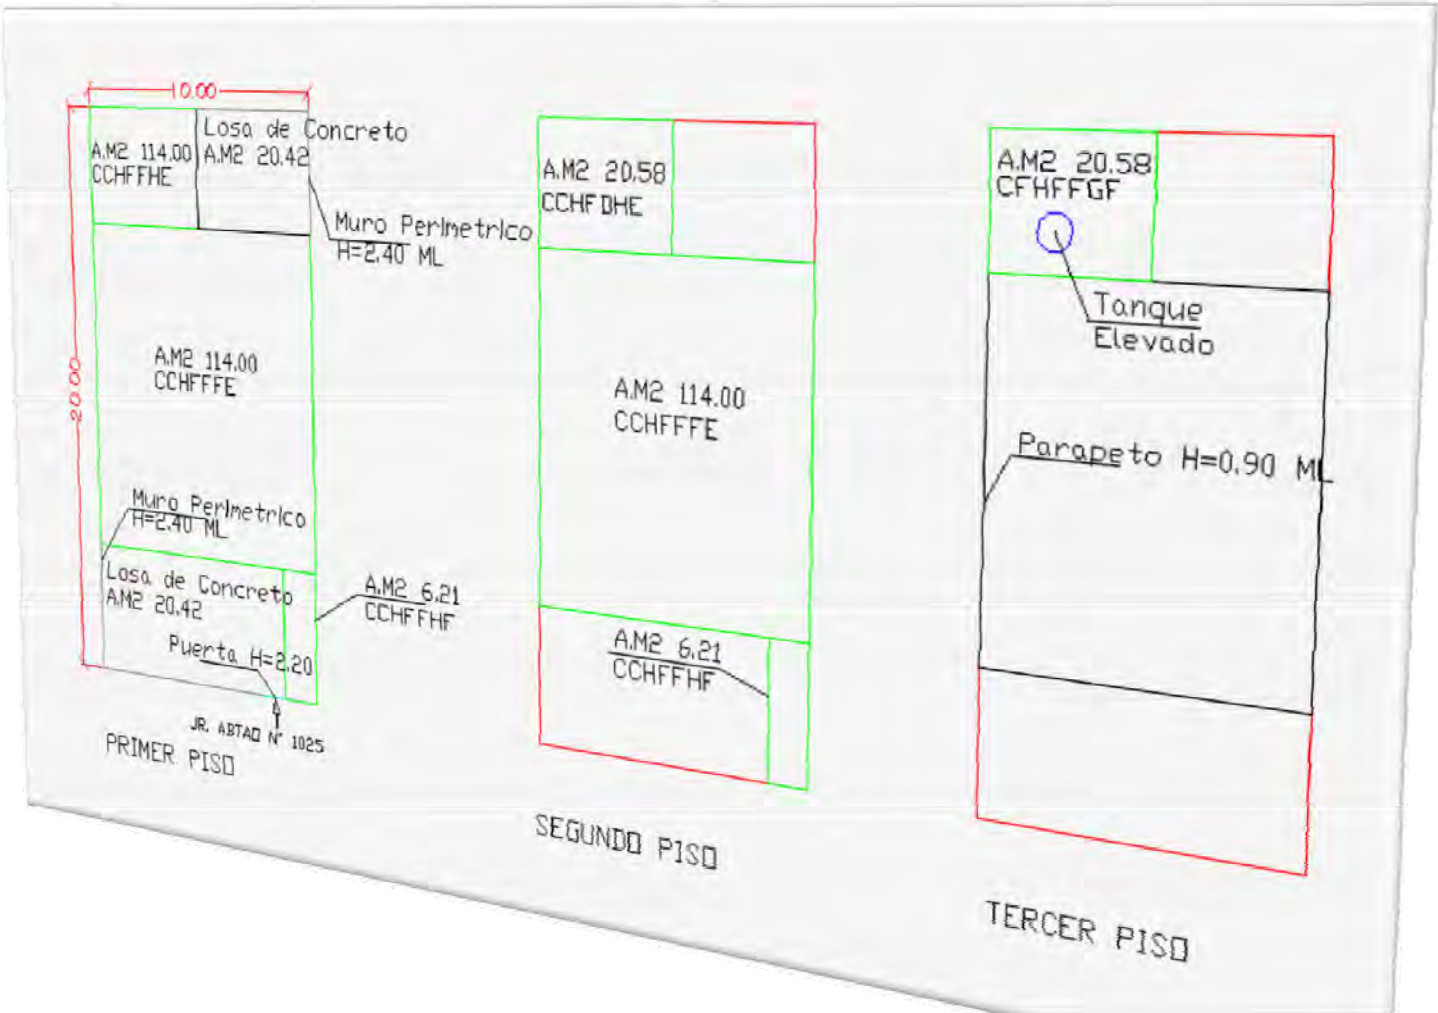 10.00
A.M2 114.00
CCHFFHE
Losa de Concreto
A.M2 20.42
Muro Perimetrico
H=2.40 ML
20.00
A.M2 114.00
CCHFFFE
Muro Perimetrico
H=2.40 ML
Losa de Concreto
A.M2 20.42
Puerta H=2.20
A.M2 6.21
CCHFFHF
JR. ABTAO N° 1025
PRIMER PISO
A.M2 20.58
CCHFDHE
A.M2 114.00
CCHFFFE
A.M2 6.21
CCHFFHF
SEGUNDO PISO
A.M2 20.58
CFHFFGF
Tanque
Elevado
Parapeto H=0.90 ML
TERCER PISO